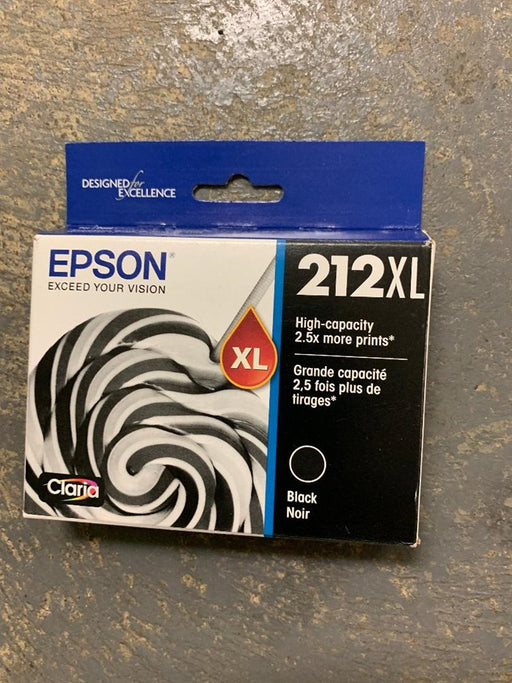 DESIGNED for
EXCELLENCE
EPSON®
EXCEED YOUR VISION
212XL
High-capacity
2.5x more prints*
XL
Grande capacité
2,5 fois plus de
tirages*
Claria
Black
Noir